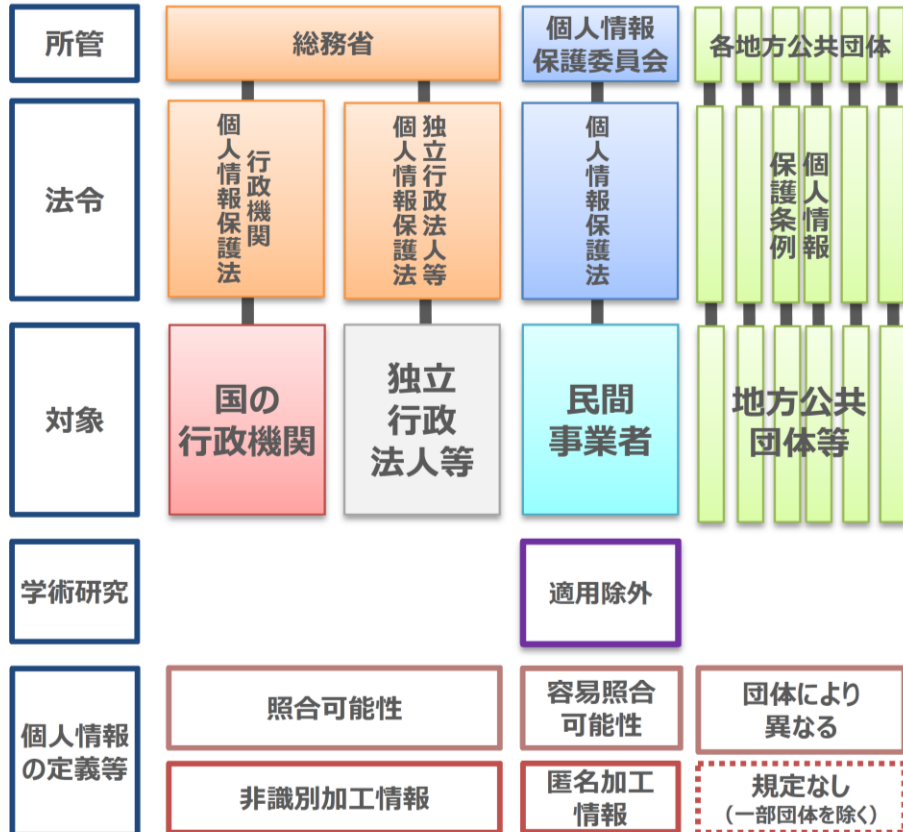 所管
総務省
個人情報
保護委員会
各地方公共団体
法令
行政機関
個人情報保護法
独立行政法人等
個人情報保護法
個人情報保護法
個人情報
保護条例
対象
国の
行政機関
独立
行政
法人等
民間
事業者
地方公共
団体等
学術研究
適用除外
個人情報
の定義等
照合可能性
容易照合
可能性
団体により
異なる
非識別加工情報
匿名加工
情報
規定なし
（一部団体を除く）